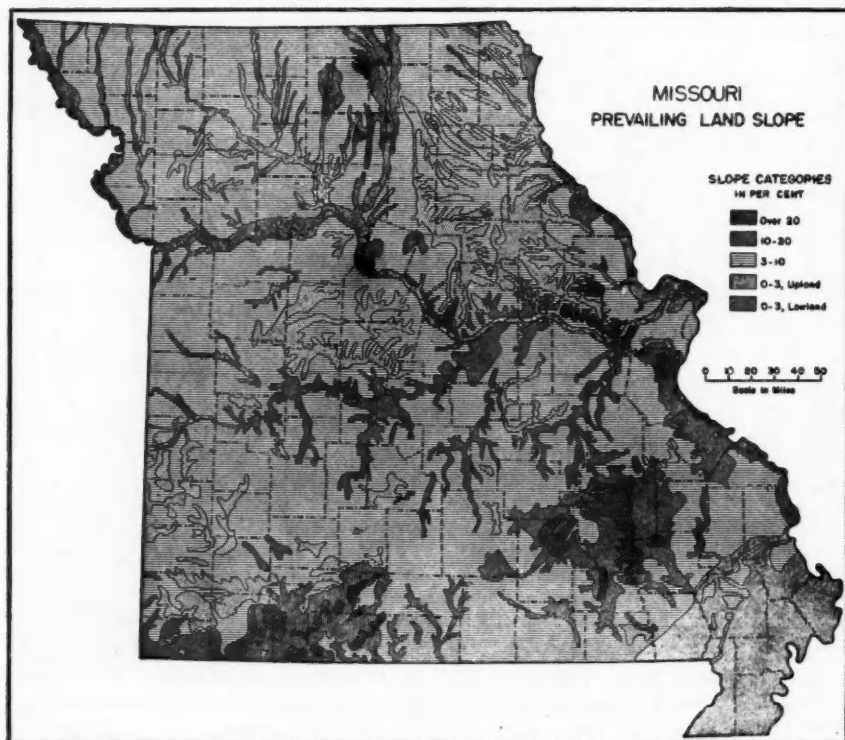 MISSOURI
PREVAILING LAND SLOPE
SLOPE CATEGORIES
IN PER CENT
Over 20
10-20
3-10
0-3, Upland
0-3, Lowland
0 10 20 30 40 50
Scale in Miles